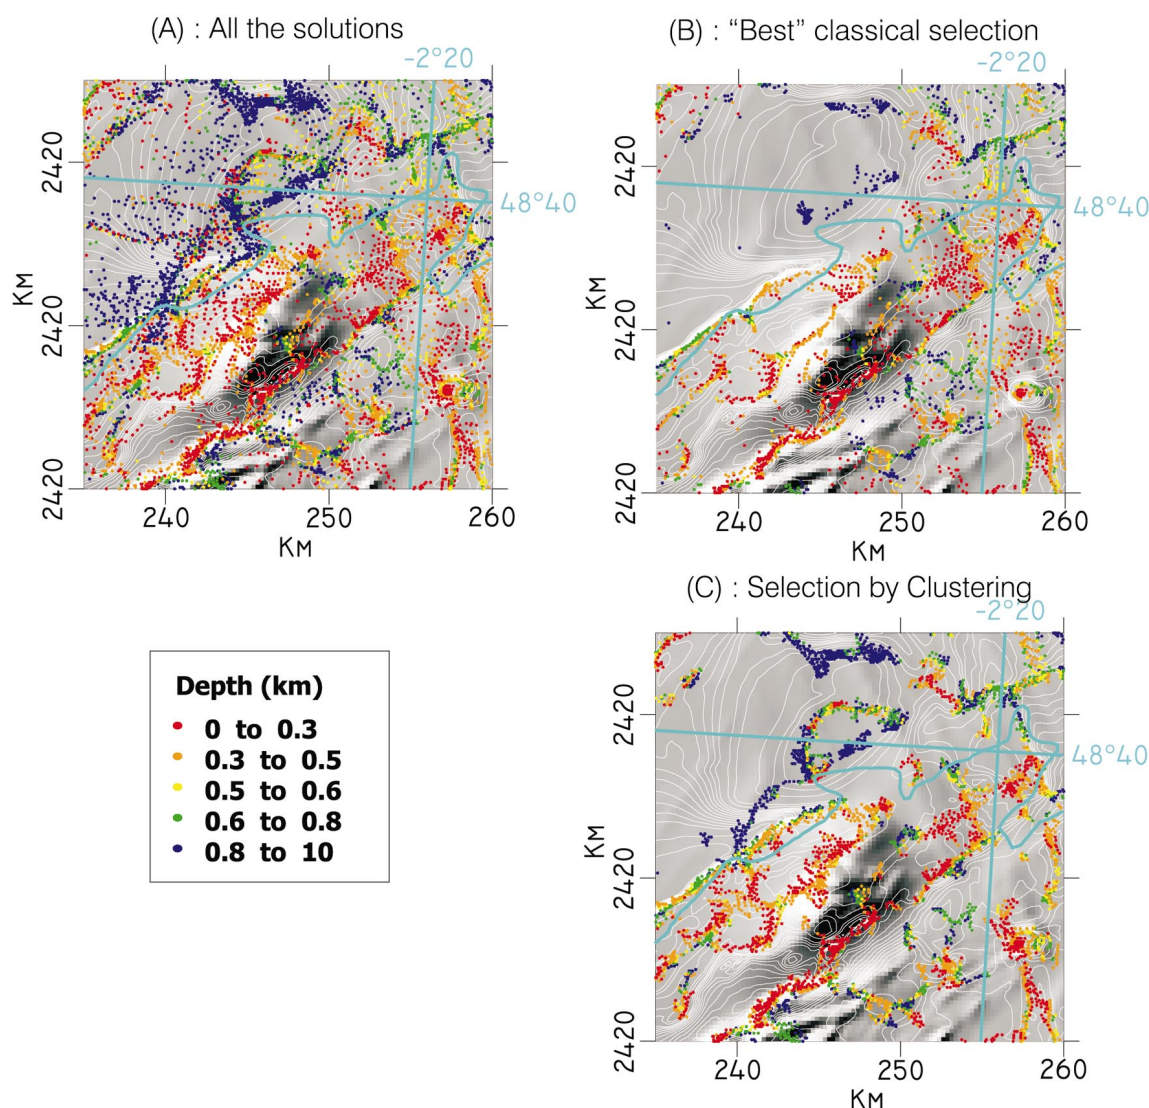 (A) : All the solutions
-2°20
2420
48°40
2420
2420
Km
240
250
260
Km
(B) : “Best” classical selection
-2°20
2420
48°40
2420
2420
Km
240
250
260
Km
(C) : Selection by Clustering
-2°20
2420
48°40
2420
2420
Km
240
250
260
Km
Depth (km)
0 to 0.3
0.3 to 0.5
0.5 to 0.6
0.6 to 0.8
0.8 to 10